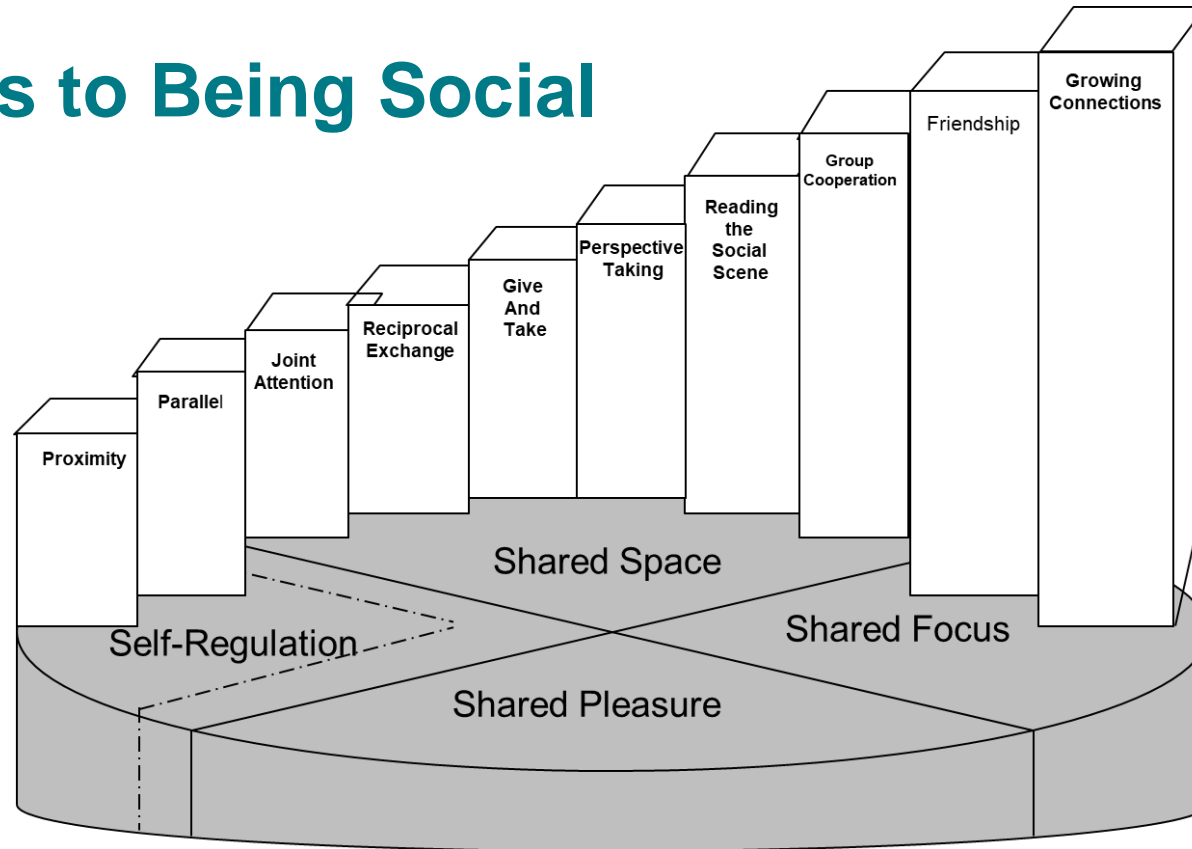 s to Being Social
Growing
Connections
Friendship
Group
Cooperation
Reading
the
Social
Scene
Perspective
Taking
Give
And
Take
Reciprocal
Exchange
Joint
Attention
Parallel
Proximity
Shared Space
Self-Regulation
Shared Focus
Shared Pleasure